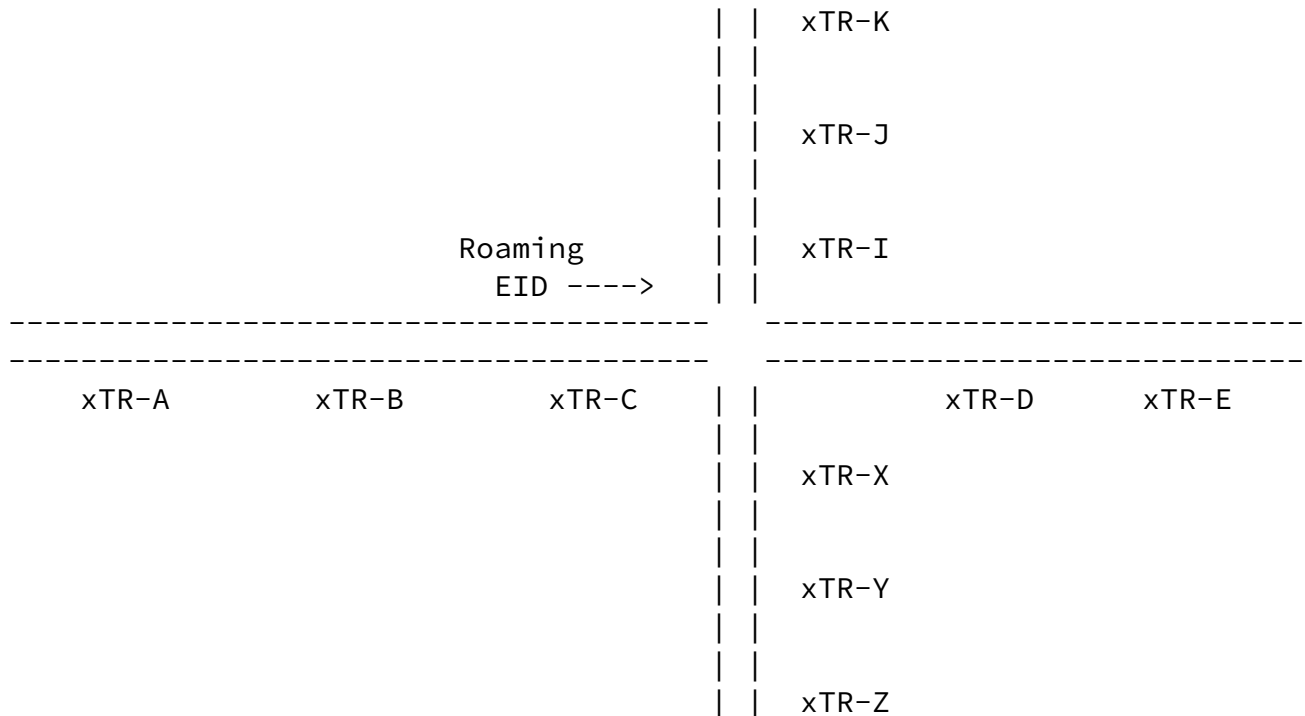 xTR-K
xTR-J
Roaming xTR-I
EID ---->
xTR-A xTR-B xTR-C xTR-D xTR-E
xTR-X
xTR-Y
xTR-Z